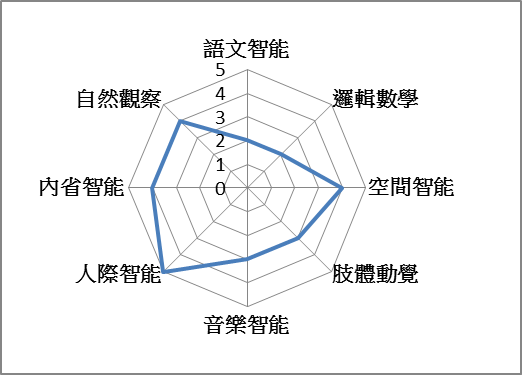 語文智能
5
自然觀察
4
邏輯數學
3
2
1
內省智能
0
空間智能
人際智能
肢體動覺
音樂智能